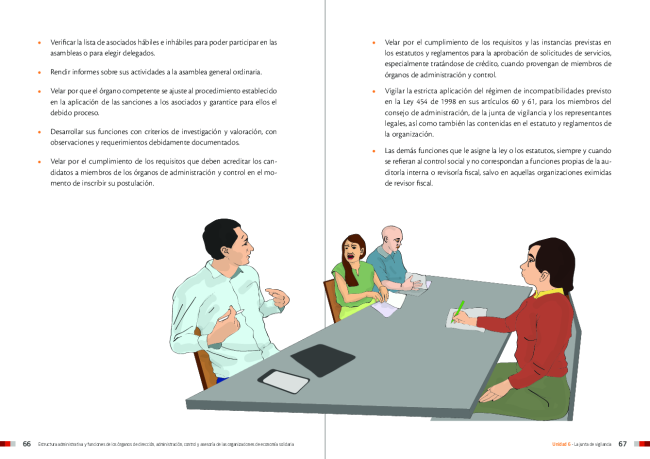 • Verificar la lista de asociados hábiles e inhábiles para poder participar en las
asambleas o para elegir delegados.
• Rendir informes sobre sus actividades a la asamblea general ordinaria.
• Velar por que el órgano competente se ajuste al procedimiento establecido
en la aplicación de las sanciones a los asociados y garantice para ellos el
debido proceso.
• Desarrollar sus funciones con criterios de investigación y valoración, con
observaciones y requerimientos debidamente documentados.
• Velar por el cumplimiento de los requisitos que deben acreditar los can-
didatos a miembros de los órganos de administración y control en el mo-
mento de inscribir su postulación.
66 Estructura administrativa y funciones de los órganos de dirección, administración, control y asesoría de las organizaciones de economía solidaria
• Velar por el cumplimiento de los requisitos y las instancias previstas en
los estatutos y reglamentos para la aprobación de solicitudes de servicios,
especialmente tratándose de crédito, cuando provengan de miembros de
órganos de administración y control.
• Vigilar la estricta aplicación del régimen de incompatibilidades previsto
en la Ley 454 de 1998 en sus artículos 60 y 61, para los miembros del
consejo de administración, de la junta de vigilancia y los representantes
legales, así como también las contenidas en el estatuto y reglamentos de
la organización.
• Las demás funciones que le asigne la ley o los estatutos, siempre y cuando
se refieran al control social y no correspondan a funciones propias de la au-
ditoría interna o revisoría fiscal, salvo en aquellas organizaciones eximidas
de revisor fiscal.
La junta de vigilancia 67